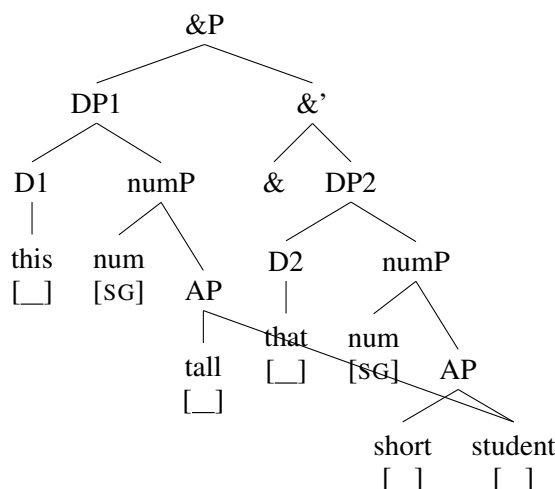 &P
DP1 &’
D1 numP & DP2
this num D2 numP
[__] [SG] AP
that num
tall [__] [SG] AP
[__]
short student
[__] [__]